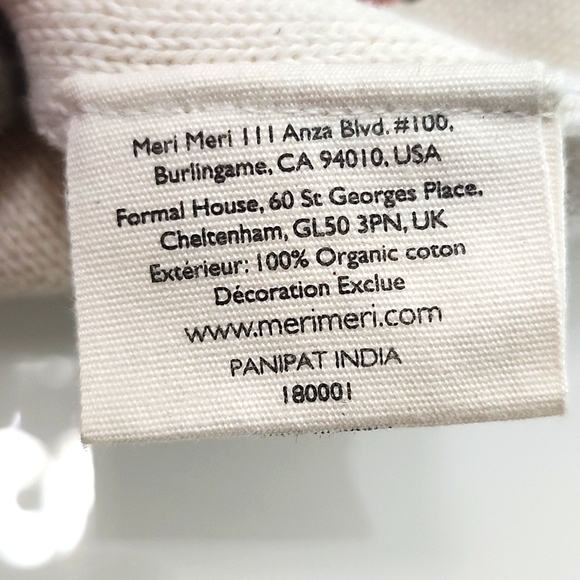 Meri Meri 111 Anza Blvd. #100,
Burlingame, CA 94010, USA
Formal House, 60 St Georges Place,
Cheltenham, GL50 3PN, UK
Extérieur: 100% Organic coton
Décoration Exclue
www.merimeri.com
PANIPAT INDIA
180001